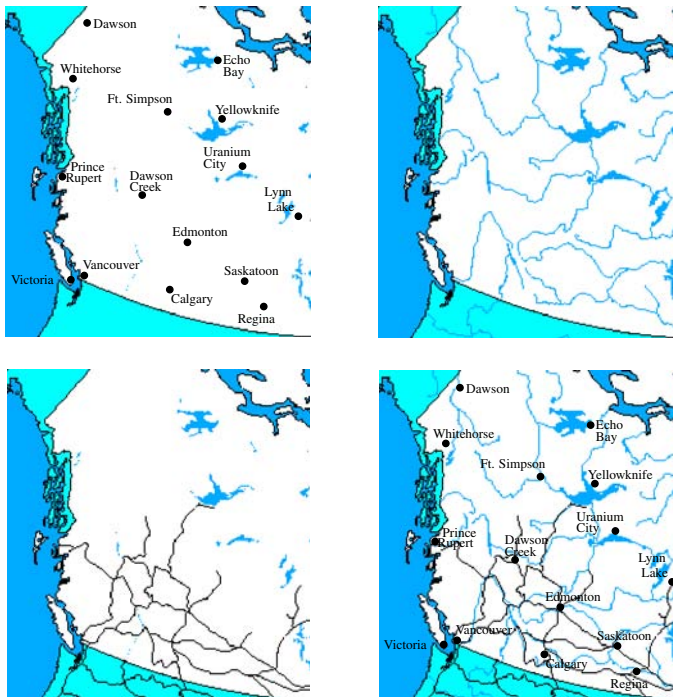 Dawson
Echo
Bay
Whitehorse
Ft. Simpson
Yellowknife
Uranium
City
Prince
Rupert
Dawson
Creek
Lynn
Lake
Edmonton
Vancouver
Victoria
Saskatoon
Calgary
Regina
Dawson
Echo
Bay
Whitehorse
Ft. Simpson
Yellowknife
Uranium
City
Prince
Rupert
Dawson
Creek
Lynn
Lake
Edmonton
Vancouver
Victoria
Saskatoon
Calgary
Regina